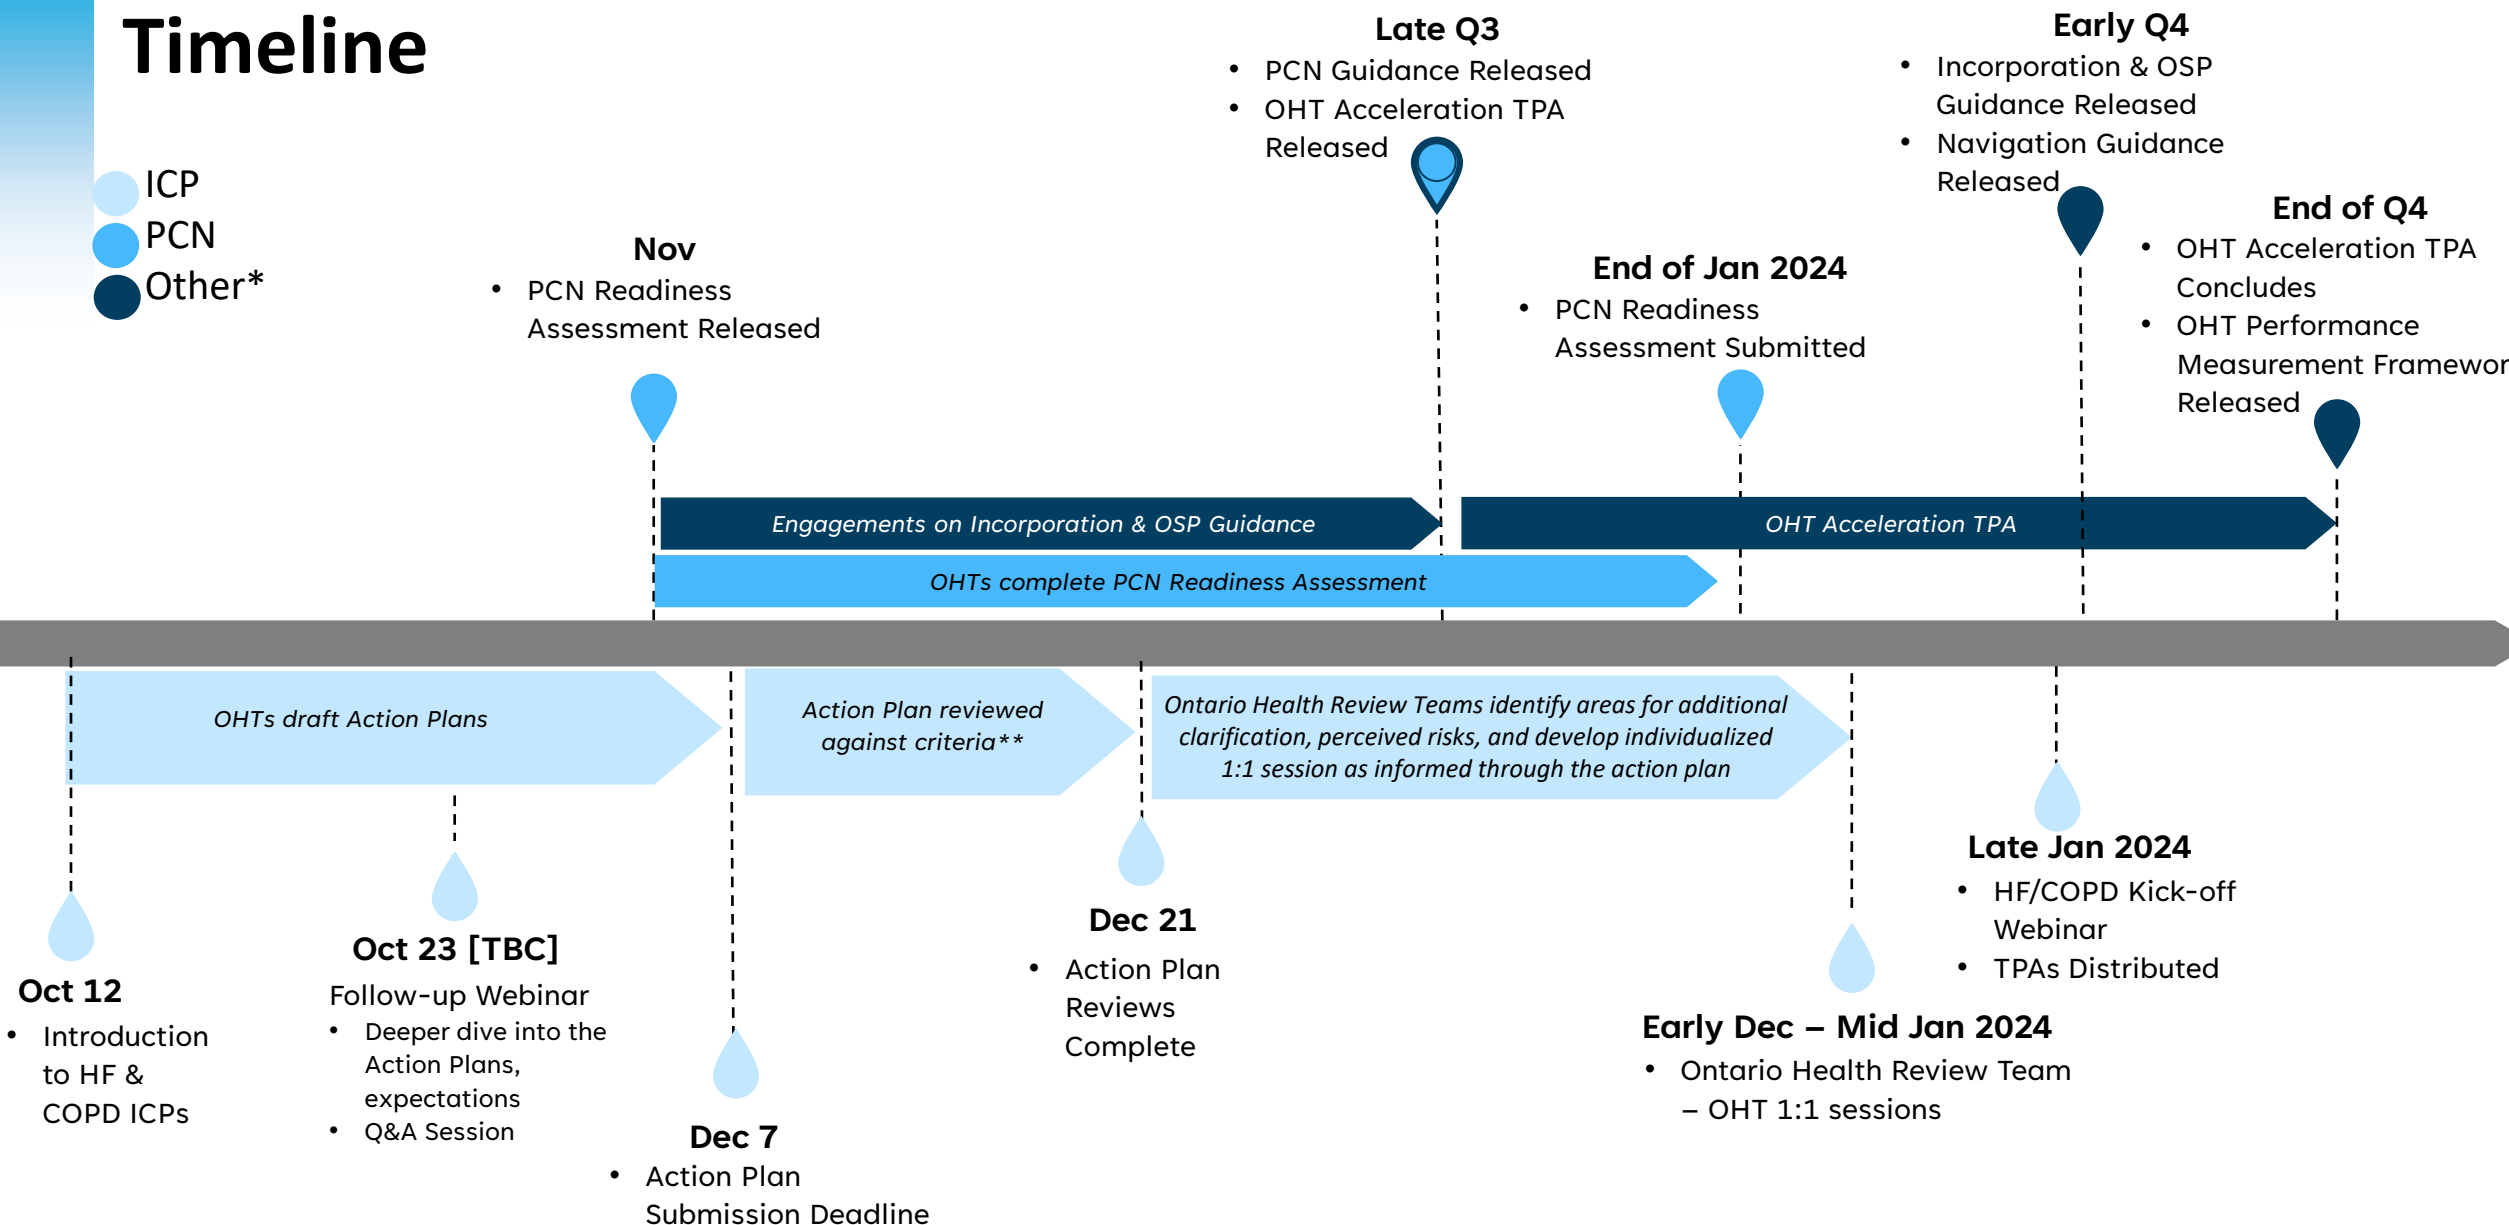 Timeline
ICP
PCN
Other*
Nov
• PCN Readiness
Assessment Released
Late Q3
• PCN Guidance Released
• OHT Acceleration TPA
Released
End of Jan 2024
• PCN Readiness
Assessment Submitted
Early Q4
• Incorporation & OSP
Guidance Released
• Navigation Guidance
Released
End of Q4
• OHT Acceleration TPA
Concludes
• OHT Performance
Measurement Framewor
Released
Engagements on Incorporation & OSP Guidance
OHT Acceleration TPA
OHTs complete PCN Readiness Assessment
OHTs draft Action Plans
Action Plan reviewed
against criteria**
Ontario Health Review Teams identify areas for additional
clarification, perceived risks, and develop individualized
1:1 session as informed through the action plan
Oct 12
• Introduction
to HF &
COPD ICPs
Oct 23 [TBC]
Follow-up Webinar
• Deeper dive into the
Action Plans,
expectations
• Q&A Session
Dec 7
• Action Plan
Submission Deadline
Dec 21
• Action Plan
Reviews
Complete
Early Dec – Mid Jan 2024
• Ontario Health Review Team
– OHT 1:1 sessions
Late Jan 2024
• HF/COPD Kick-off
Webinar
• TPAs Distributed